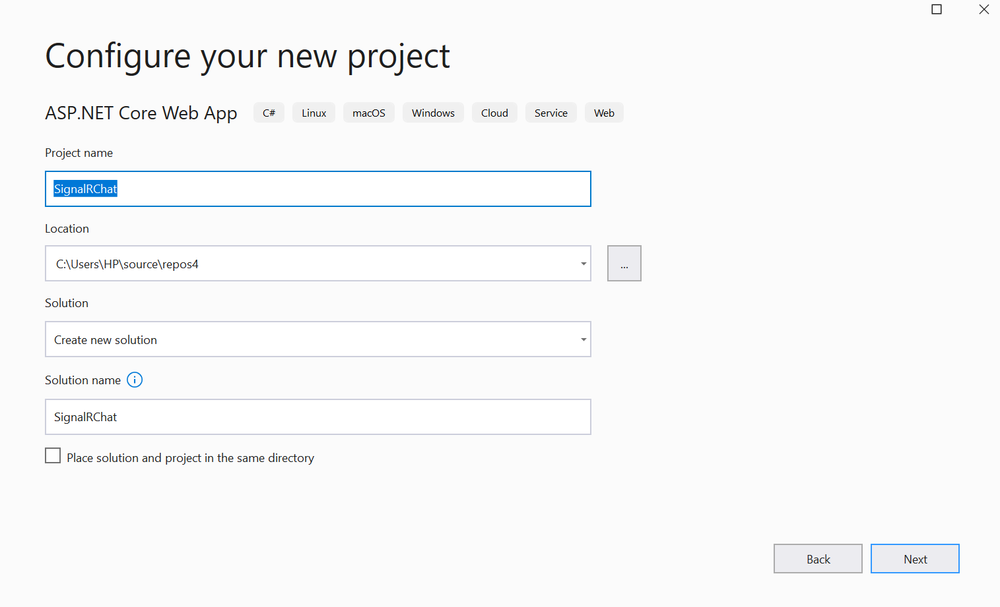 Configure your new project
ASP.NET Core Web App C# Linux macOS Windows Cloud Service Web
Project name
SignalRChat
Location
C:\Users\HP\source\repos4
...
Solution
Create new solution
Solution name
SignalRChat
Place solution and project in the same directory
Back Next